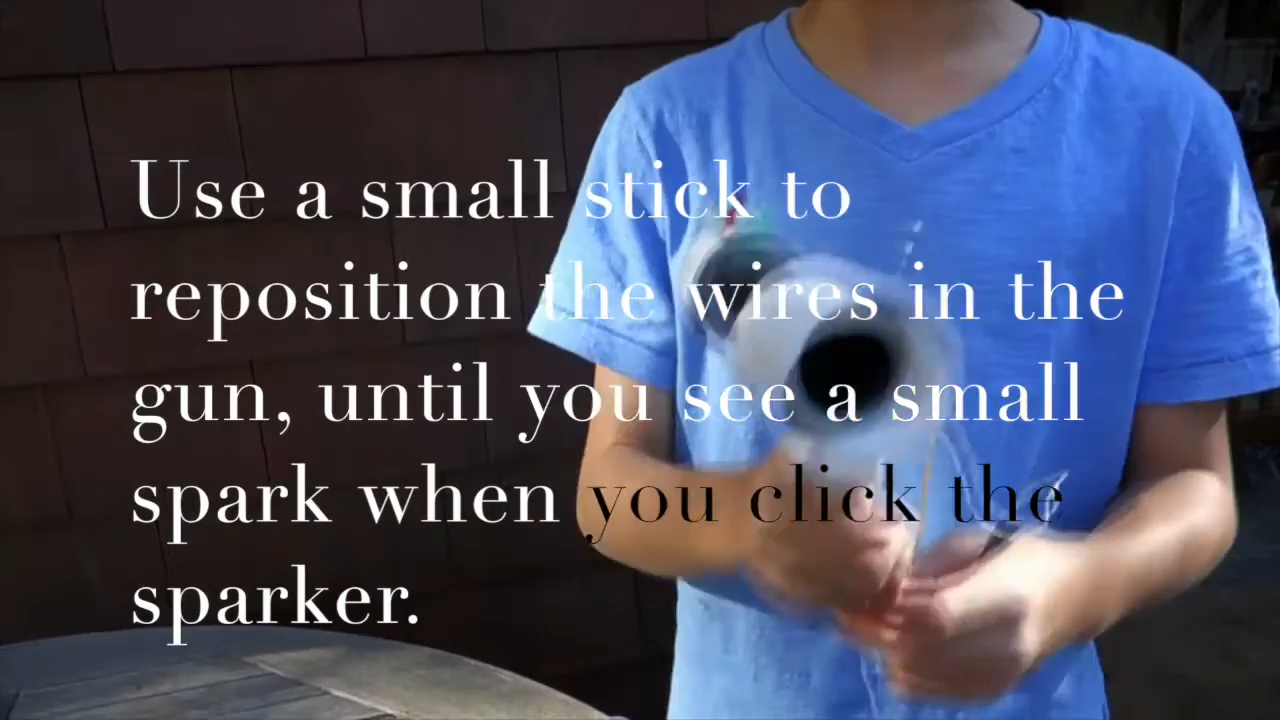 Use a small stick to
reposition the wires in the
gun, until you see a small
spark when you click the
sparker.